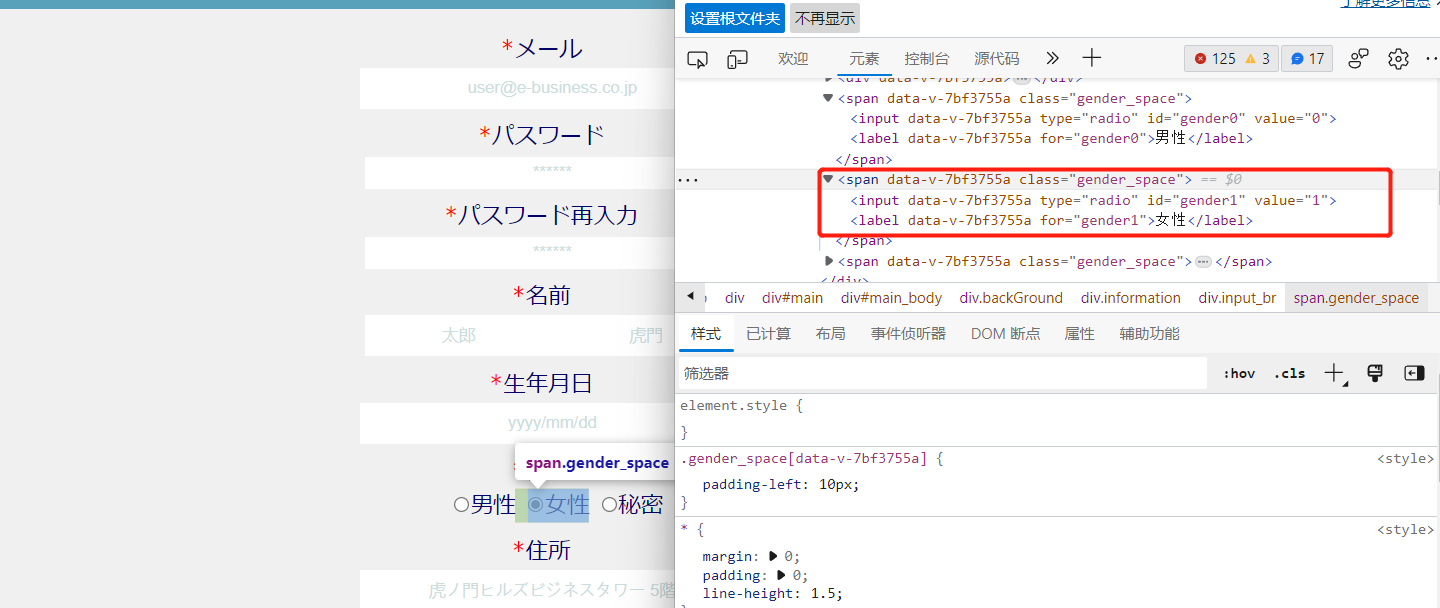 *メール
user@e-business.co.jp
*パスワード
******
*パスワード再入力
******
*名前
太郎 虎門
*生年月日
yyyy/mm/dd
span.gender_space
男性 女性 秘密
*住所
虎ノ門ヒルズビジネスタワー 5階
了解更多信息
设置根文件夹 不再显示
欢迎 元素 控制台 源代码 125 3 17
<div data-v-7bf3755a>…</div>
<span data-v-7bf3755a class="gender_space">
<input data-v-7bf3755a type="radio" id="gender0" value="0">
<label data-v-7bf3755a for="gender0">男性</label>
</span>
<span data-v-7bf3755a class="gender_space"> == $0
<input data-v-7bf3755a type="radio" id="gender1" value="1">
<label data-v-7bf3755a for="gender1">女性</label>
</span>
<span data-v-7bf3755a class="gender_space">…</span>
</div>
div div#main div#main_body div.backGround div.information div.input_br span.gender_space
样式 已计算 布局 事件侦听器 DOM 断点 属性 辅助功能
筛选器 :hov .cls
element.style {
}
.gender_space[data-v-7bf3755a] { <style>
padding-left: 10px;
}
* { <style>
margin: 0;
padding: 0;
line-height: 1.5;